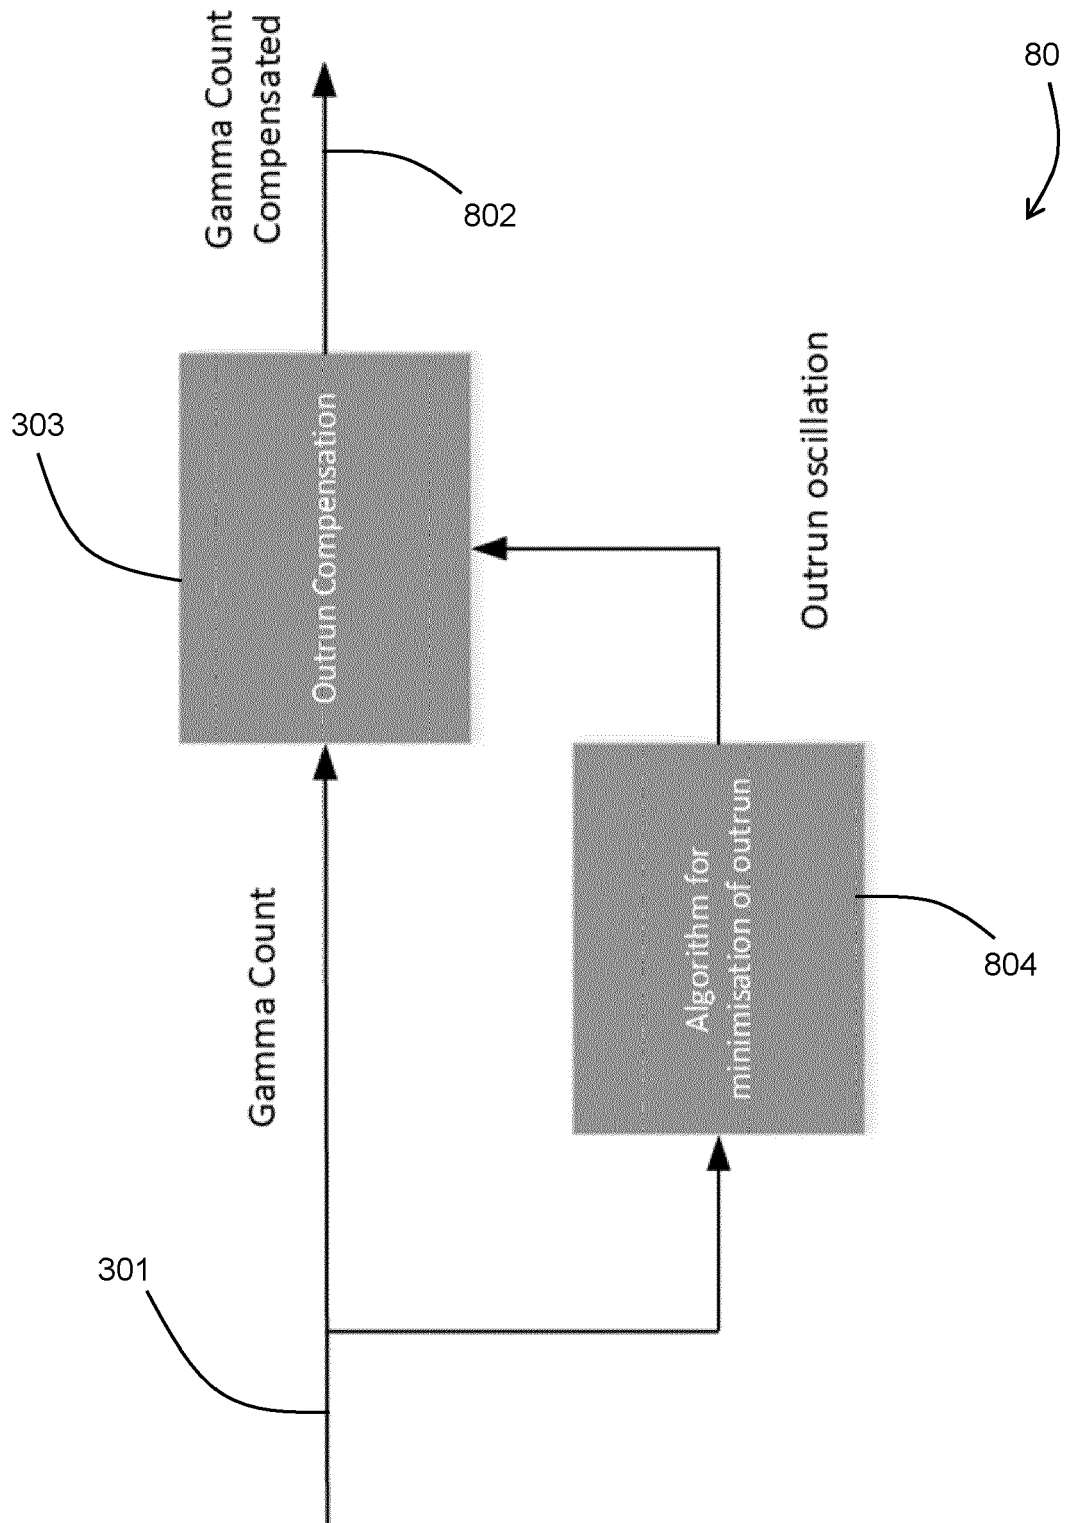 Gamma Count
Compensated
80
802
303
Outrun Compensation
Outrun oscillation
Gamma Count
Algorithm for
minimisation of outrun
804
301